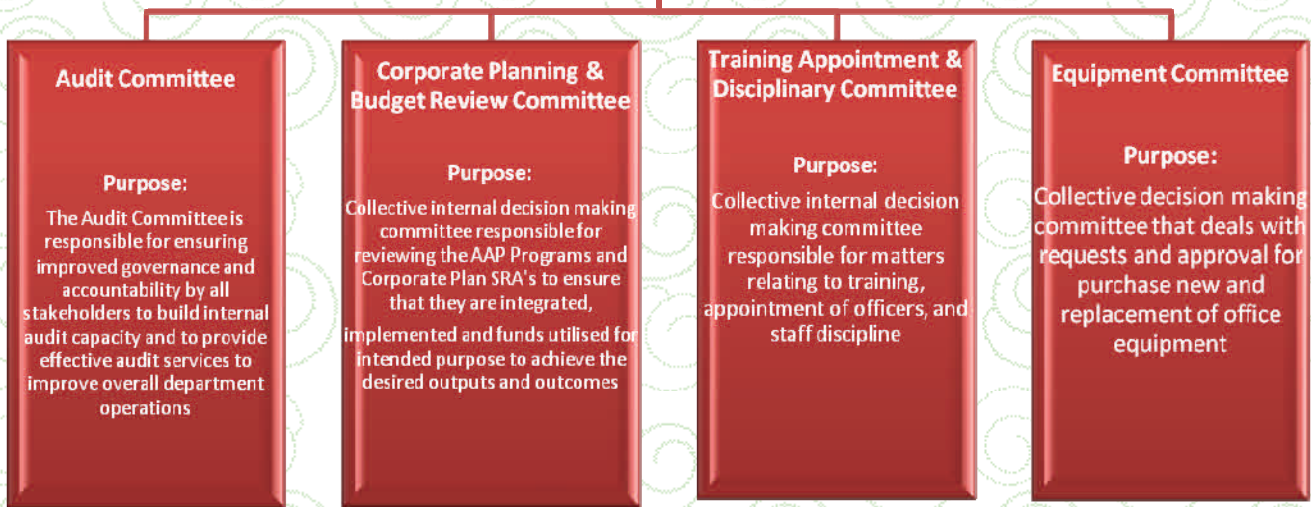 Audit Committee
Purpose:
The Audit Committee is
responsible for ensuring
improved governance and
accountability by all
stakeholders to build internal
audit capacity and to provide
effective audit services to
improve overall department
operations
Corporate Planning &
Budget Review Committee
Purpose:
Collective internal decision making
committee responsible for
reviewing the AAP Programs and
Corporate Plan SRA's to ensure
that they are integrated,
implemented and funds utilised for
intended purpose to achieve the
desired outputs and outcomes
Training Appointment &
Disciplinary Committee
Purpose:
Collective internal decision
making committee
responsible for matters
relating to training,
appointment of officers, and
staff discipline
Equipment Committee
Purpose:
Collective decision making
committee that deals with
requests and approval for
purchase new and
replacement of office
equipment